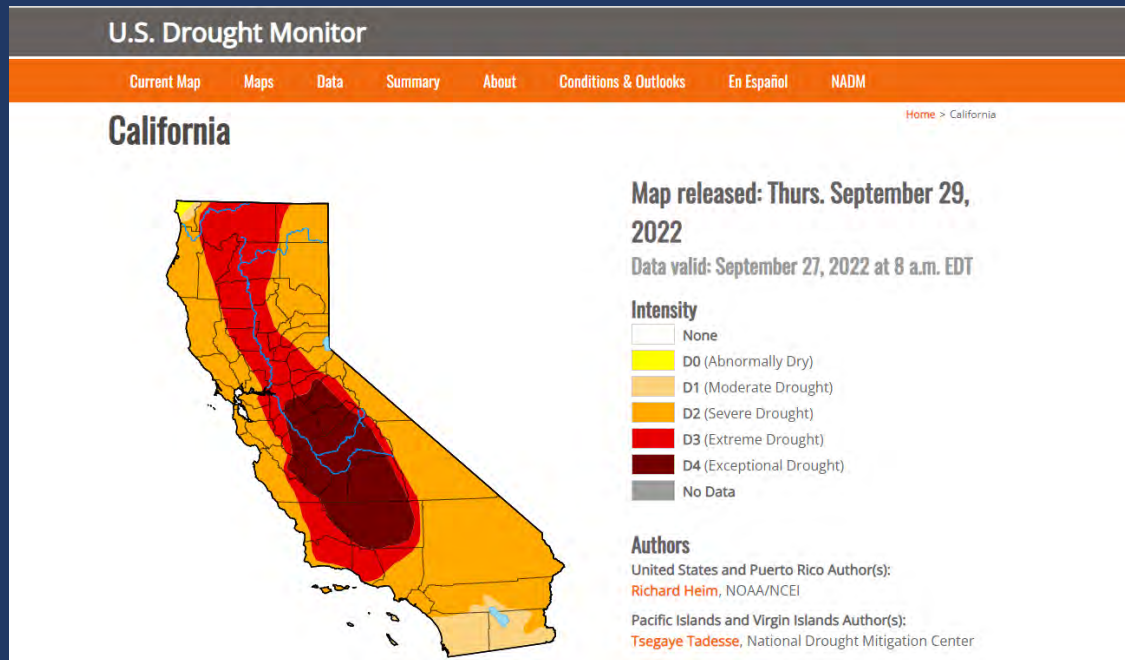 U.S. Drought Monitor
Current Map Maps Data Summary About Conditions & Outlooks En Español NADM
Home > California
California
Map released: Thurs. September 29,
2022
Data valid: September 27, 2022 at 8 a.m. EDT
Intensity
None
D0 (Abnormally Dry)
D1 (Moderate Drought)
D2 (Severe Drought)
D3 (Extreme Drought)
D4 (Exceptional Drought)
No Data
Authors
United States and Puerto Rico Author(s):
Richard Heim, NOAA/NCEI
Pacific Islands and Virgin Islands Author(s):
Tsegaye Tadesse, National Drought Mitigation Center